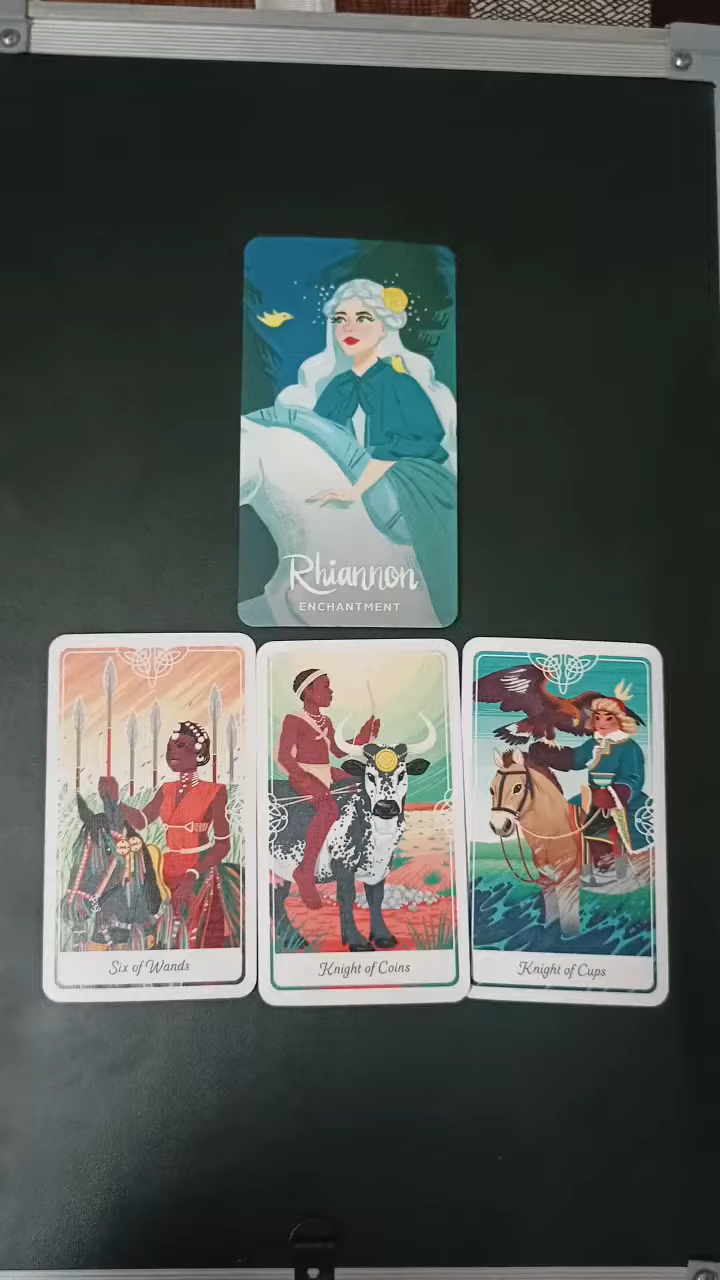 Rhiannon
ENCHANTMENT
Six of Wands
Knight of Coins
Knight of Cups